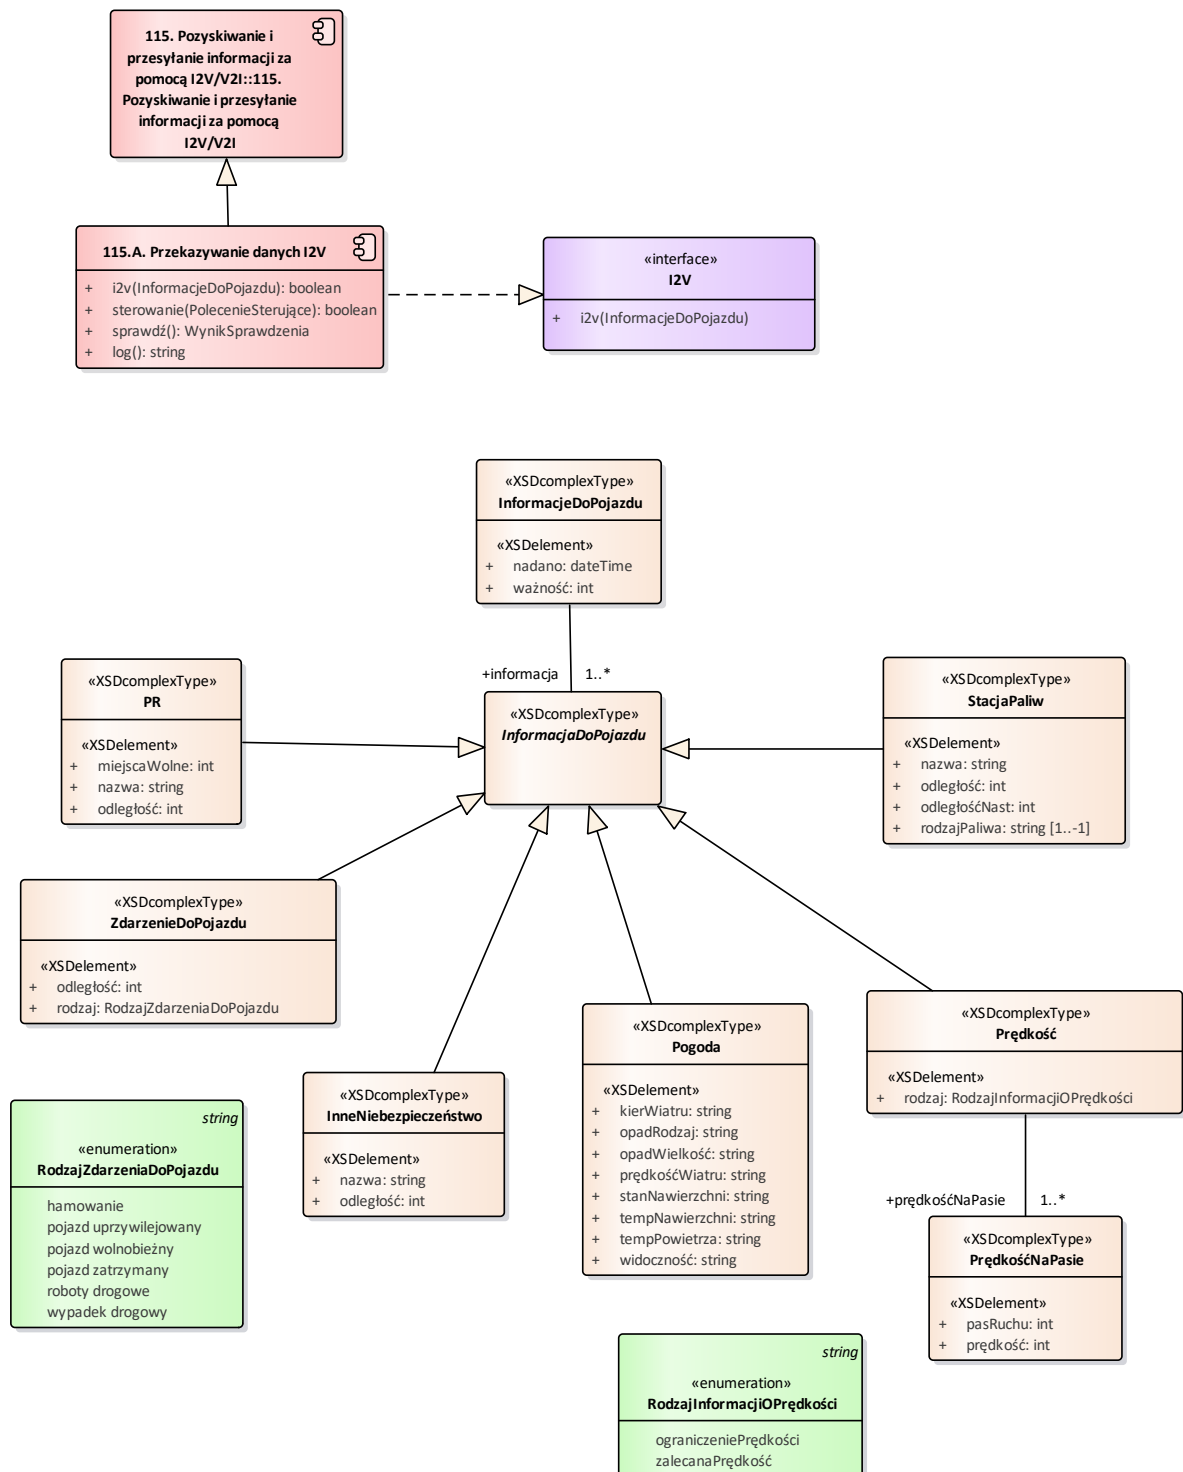 115. Pozyskiwanie i
przesyłanie informacji za
pomocą I2V/V2I::115.
Pozyskiwanie i przesyłanie
informacji za pomocą
I2V/V2I
115.A. Przekazywanie danych I2V
+ i2v(InformacjeDoPojazdu): boolean
+ sterowanie(PolecenieSterujące): boolean
+ sprawdź(): WynikSprawdzenia
+ log(): string
«interface»
I2V
+ i2v(InformacjeDoPojazdu)
«XSDcomplexType»
InformacjeDoPojazdu
«XSDelement»
+ nadano: dateTime
+ ważność: int
+informacja 1..*
«XSDcomplexType»
PR
«XSDelement»
+ miejscaWolne: int
+ nazwa: string
+ odległość: int
«XSDcomplexType»
InformacjaDoPojazdu
«XSDcomplexType»
StacjaPaliw
«XSDelement»
+ nazwa: string
+ odległość: int
+ odległośćNast: int
+ rodzajPaliwa: string [1..-1]
«XSDcomplexType»
ZdarzenieDoPojazdu
«XSDelement»
+ odległość: int
+ rodzaj: RodzajZdarzeniaDoPojazdu
«XSDcomplexType»
InneNiebezpieczeństwo
«XSDelement»
+ nazwa: string
+ odległość: int
«XSDcomplexType»
Pogoda
«XSDelement»
+ kierWiatru: string
+ opadRodzaj: string
+ opadWielkość: string
+ prędkośćWiatru: string
+ stanNawierzchni: string
+ tempNawierzchni: string
+ tempPowietrza: string
+ widoczność: string
«XSDcomplexType»
Prędkość
«XSDelement»
+ rodzaj: RodzajInformacjiOPrędkości
+prędkośćNaPasie 1..*
«XSDcomplexType»
PrędkośćNaPasie
«XSDelement»
+ pasRuchu: int
+ prędkość: int
string
«enumeration»
RodzajZdarzeniaDoPojazdu
hamowanie
pojazd uprzywilejowany
pojazd wolnobieżny
pojazd zatrzymany
roboty drogowe
wypadek drogowy
string
«enumeration»
RodzajInformacjiOPrędkości
ograniczeniePrędkości
zalecanaPrędkość